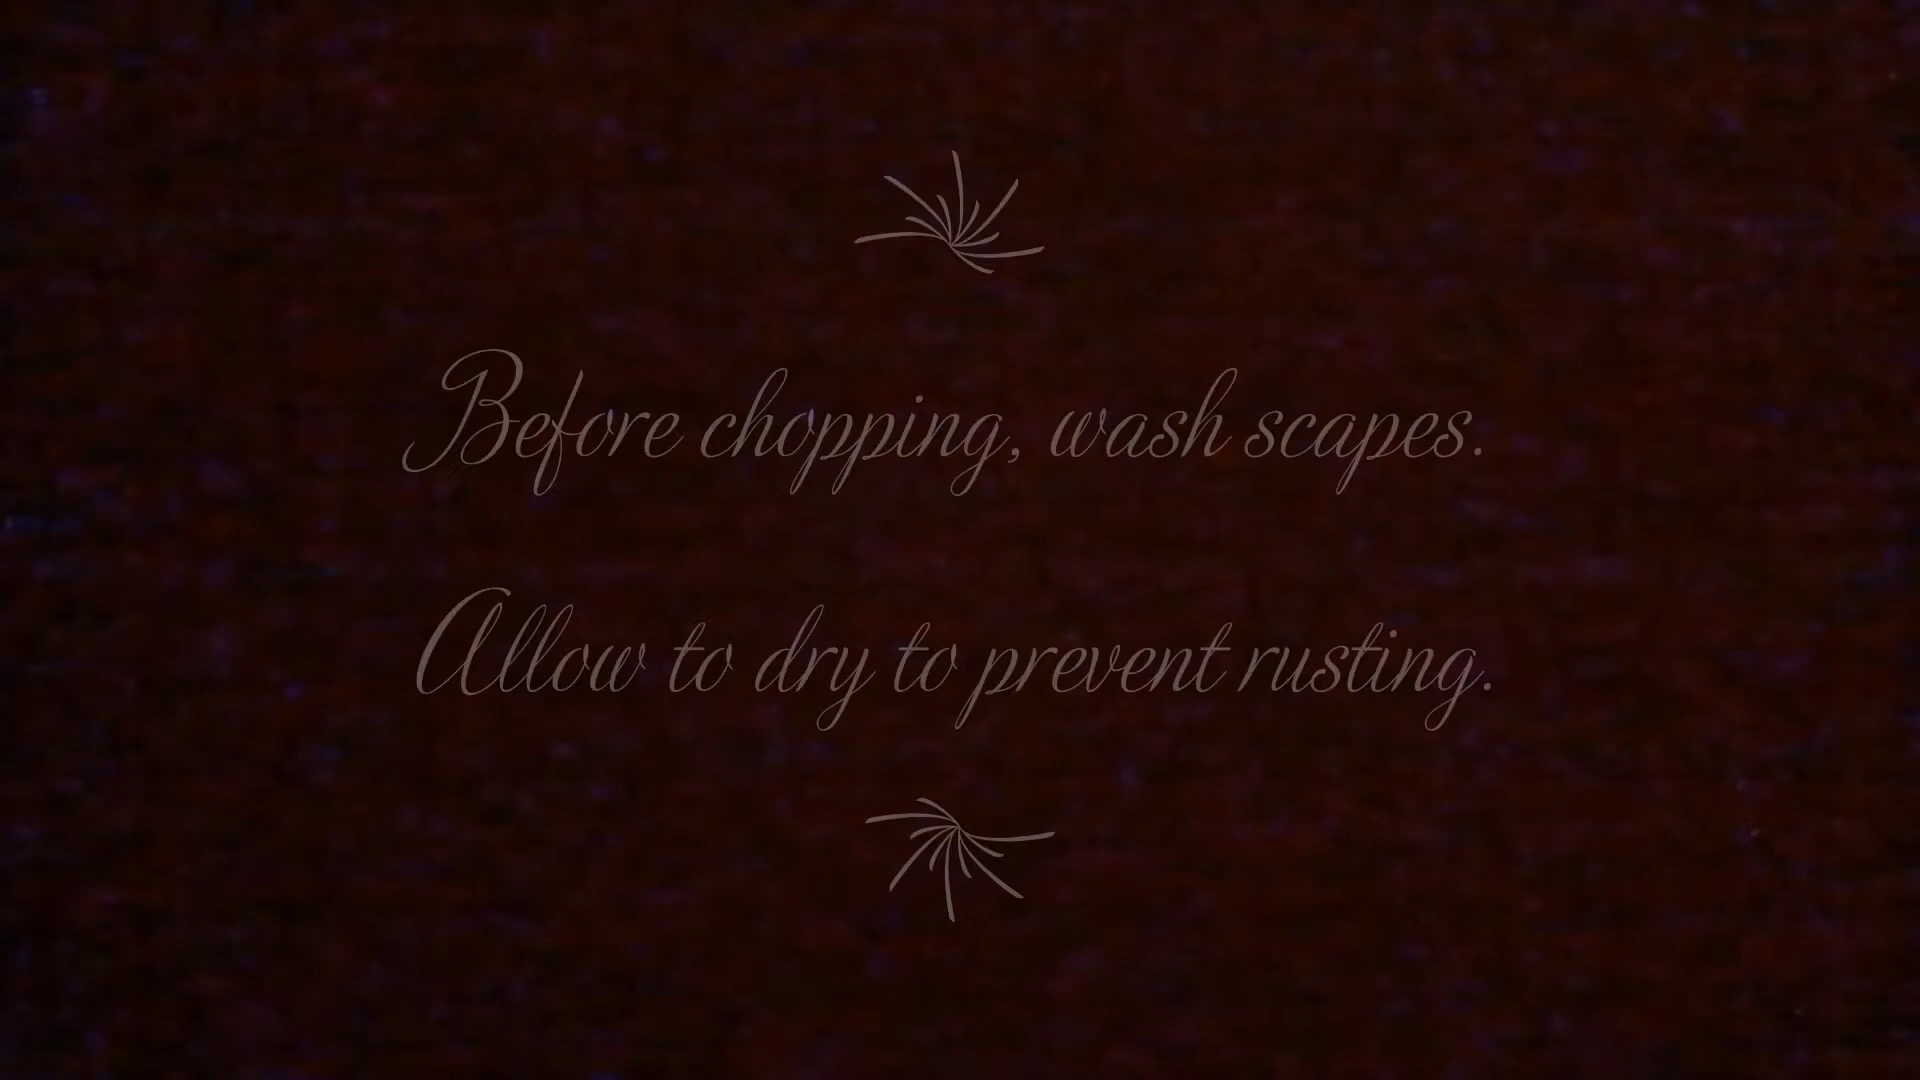 Before chopping, wash scapes.
Allow to dry to prevent rusting.